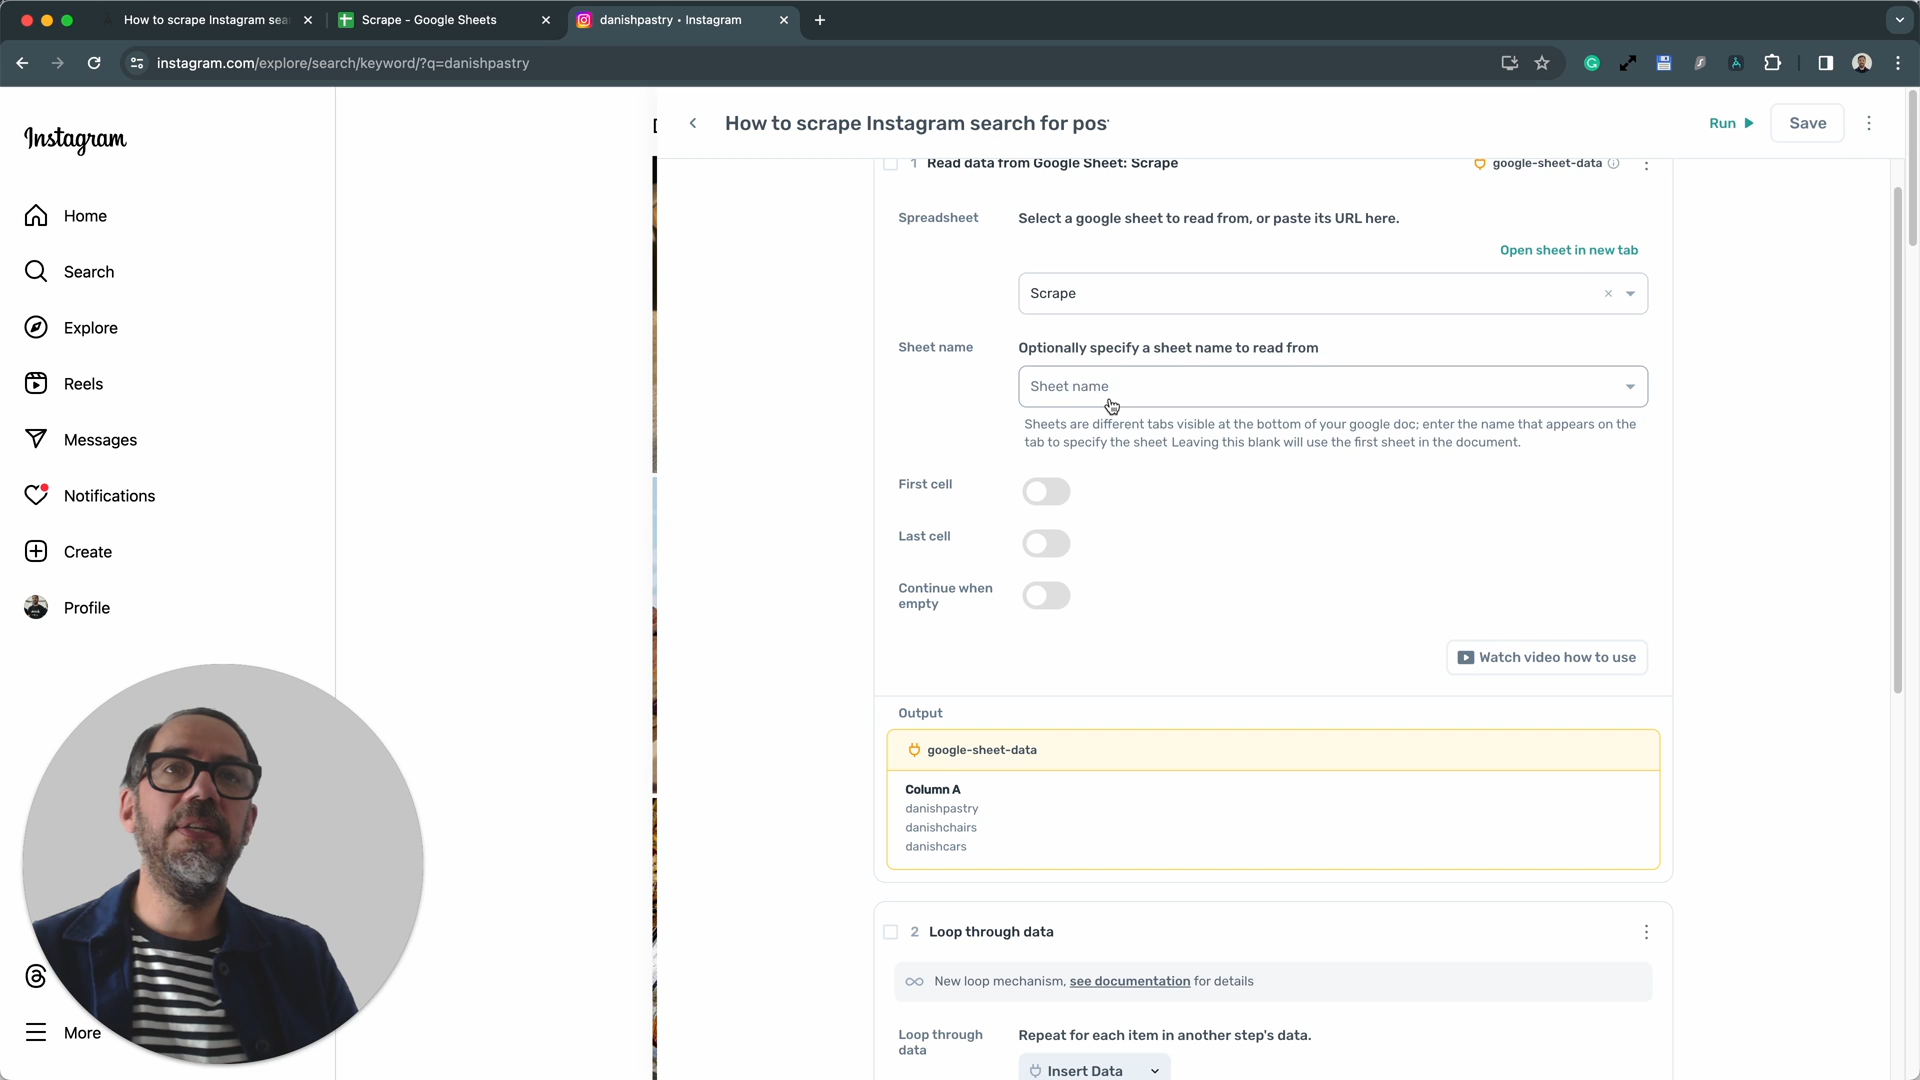 How to scrape Instagram sea
Scrape - Google Sheets
danishpastry • Instagram
instagram.com/explore/search/keyword/?q=danishpastry
Instagram
Home
Search
Explore
Reels
Messages
Notifications
Create
Profile
More
How to scrape Instagram search for pos
Run
Save
1 Read data from Google Sheet: Scrape
google-sheet-data
Spreadsheet
Select a google sheet to read from, or paste its URL here.
Open sheet in new tab
Scrape
Sheet name
Optionally specify a sheet name to read from
Sheet name
Sheets are different tabs visible at the bottom of your google doc; enter the name that appears on the
tab to specify the sheet Leaving this blank will use the first sheet in the document.
First cell
Last cell
Continue when
empty
Watch video how to use
Output
google-sheet-data
Column A
danishpastry
danishchairs
danishcars
2 Loop through data
New loop mechanism, see documentation for details
Loop through
data
Repeat for each item in another step's data.
Insert Data